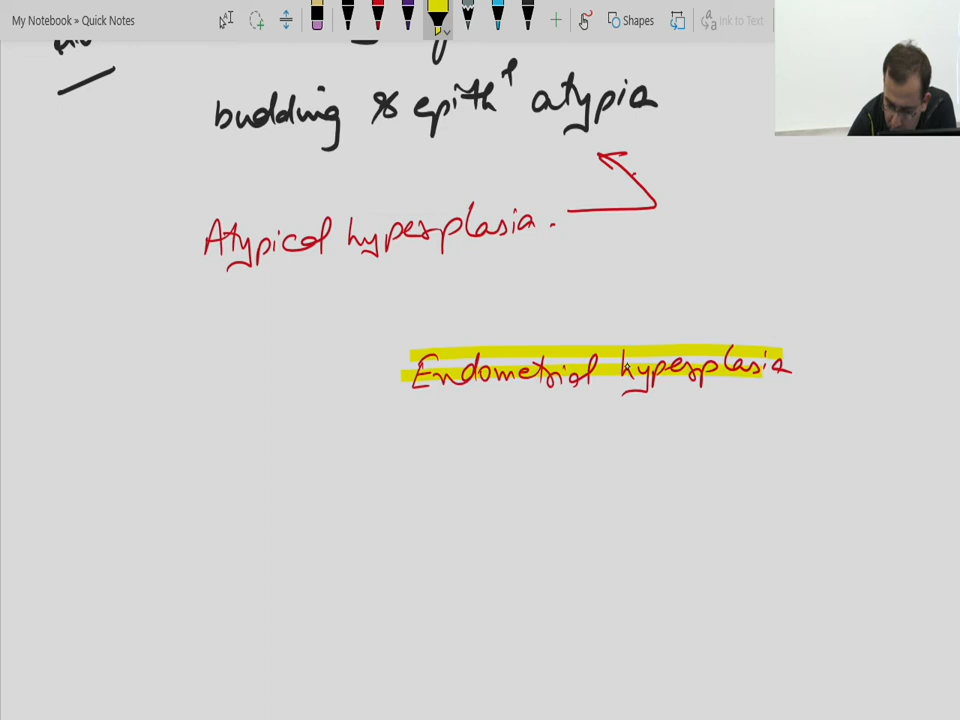 My Notebook » Quick Notes
Shapes
Ink to Text
budding % epith atypia
Atypical hyperplasia.
Endometrial hyperplasia